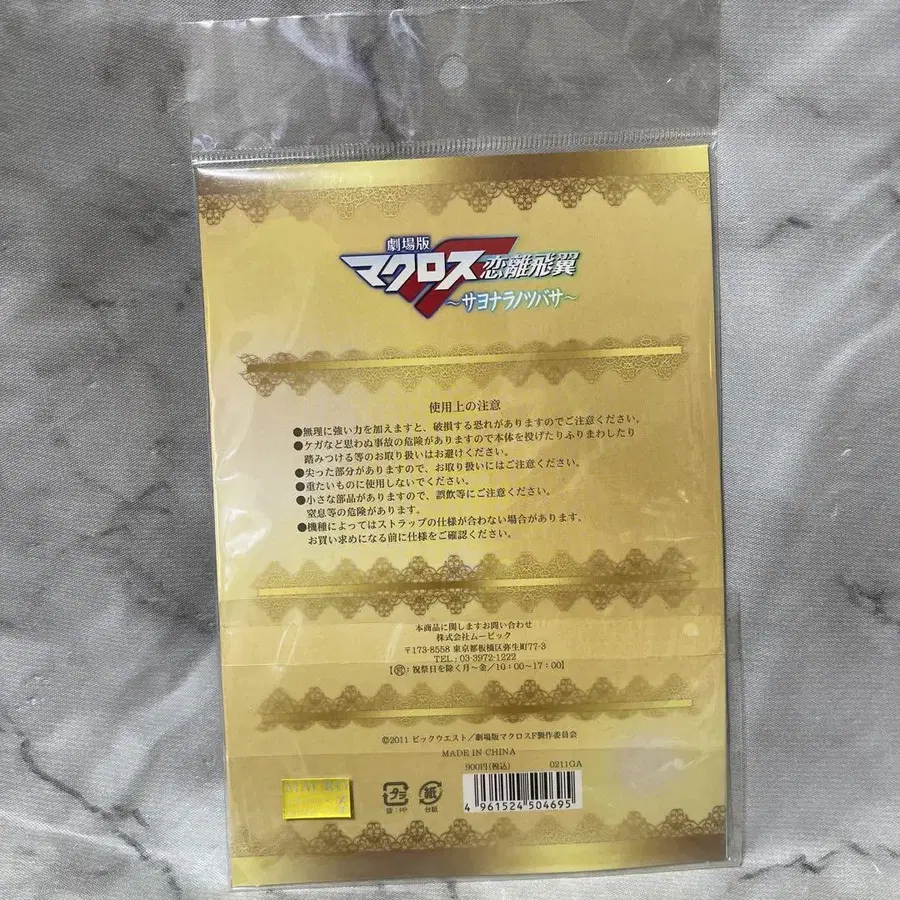 劇場版
マクロスF 恋離飛翼
～サヨナラノツバサ～
使用上の注意
●無理に強い力を加えますと、破損する恐れがありますのでご注意ください。
●ケガなど思わぬ事故の危険がありますので本体を投げたりふりまわしたり
踏みつける等のお取り扱いはお避けください。
●尖った部分がありますので、お取り扱いにはご注意ください。
●重たいものに使用しないでください。
●小さな部品がありますので、誤飲等にご注意ください。
窒息等の危険があります。
●機種によってはストラップの仕様が合わない場合があります。
お買い求めになる前に仕様をご確認ください。
本商品に関しますお問い合わせ
株式会社ムービック
〒173-8558 東京都板橋区弥生町77-3
TEL:03-3972-1222
【㊡:祝祭日を除く月～金/10:00～17:00】
©2011 ビックウエスト/劇場版マクロスF製作委員会
MADE IN CHINA
900円(税込) 0211GA
プラ
袋:PP
紙
台紙
4 961524 504695